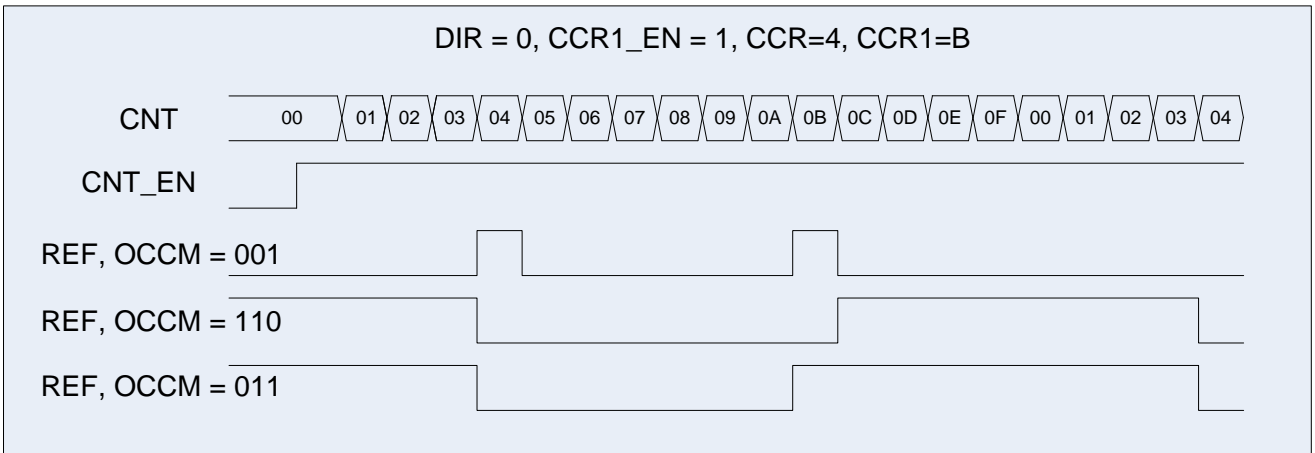 DIR = 0, CCR1_EN = 1, CCR=4, CCR1=B
CNT 00 01 02 03 04 05 06 07 08 09 0A 0B 0C 0D 0E 0F 00 01 02 03 04
CNT_EN
REF, OCCM = 001
REF, OCCM = 110
REF, OCCM = 011